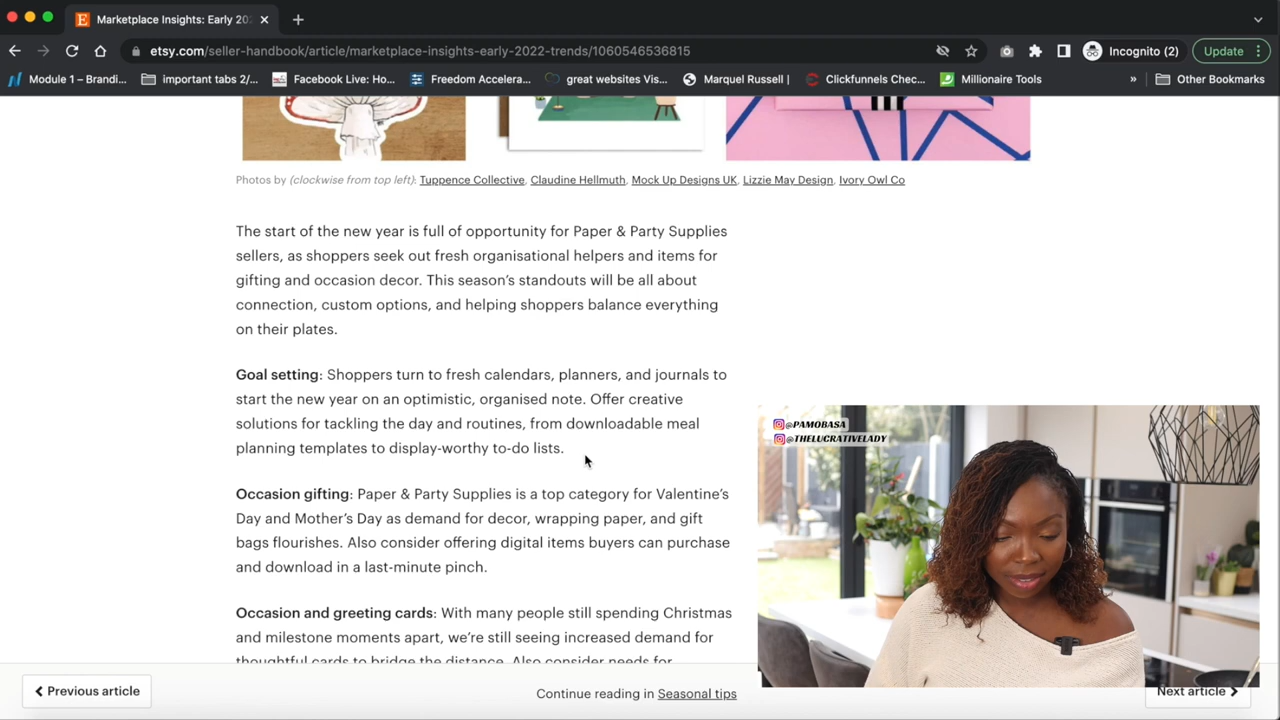 Marketplace Insights: Early 202
etsy.com/seller-handbook/article/marketplace-insights-early-2022-trends/1060546536815
Incognito (2)
Update
Module 1 – Brandi...
important tabs 2/...
Facebook Live: Ho...
Freedom Accelera...
great websites Vis...
Marquel Russell |
Clickfunnels Chec...
Millionaire Tools
»
Other Bookmarks
Photos by (clockwise from top left): Tuppence Collective, Claudine Hellmuth, Mock Up Designs UK, Lizzie May Design, Ivory Owl Co
The start of the new year is full of opportunity for Paper & Party Supplies
sellers, as shoppers seek out fresh organisational helpers and items for
gifting and occasion decor. This season's standouts will be all about
connection, custom options, and helping shoppers balance everything
on their plates.
Goal setting: Shoppers turn to fresh calendars, planners, and journals to
start the new year on an optimistic, organised note. Offer creative
solutions for tackling the day and routines, from downloadable meal
planning templates to display-worthy to-do lists.
Occasion gifting: Paper & Party Supplies is a top category for Valentine's
Day and Mother's Day as demand for decor, wrapping paper, and gift
bags flourishes. Also consider offering digital items buyers can purchase
and download in a last-minute pinch.
Occasion and greeting cards: With many people still spending Christmas
and milestone moments apart, we're still seeing increased demand for
thoughtful cards to bridge the distance. Also consider needs for
@PAMOBASA
@THELUCRATIVELADY
Previous article
Continue reading in Seasonal tips
Next article